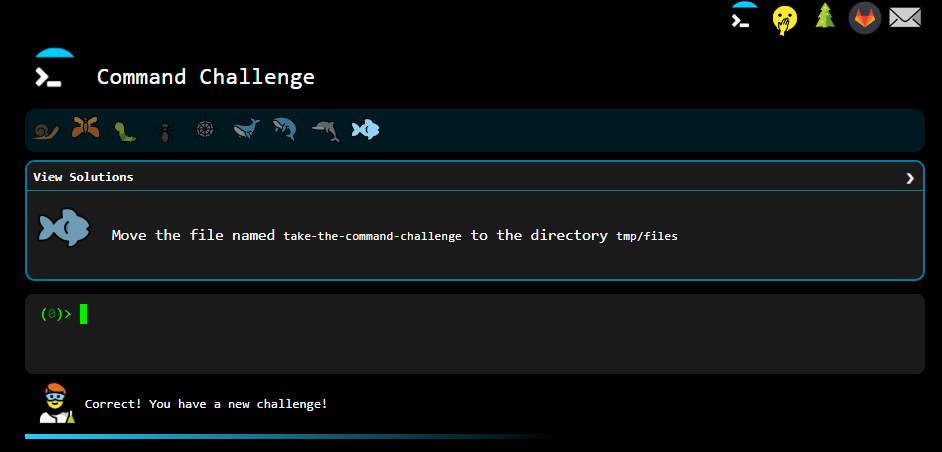 Command Challenge
View Solutions
Move the file named take-the-command-challenge to the directory tmp/files
(0)>
Correct! You have a new challenge!